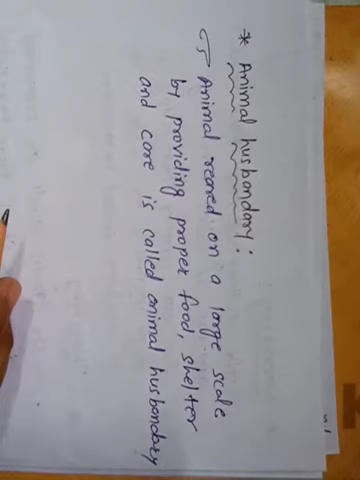 * Animal husbandary:
→ Animal reared on a large scale
by providing proper food, shelter
and care is called animal husbandary